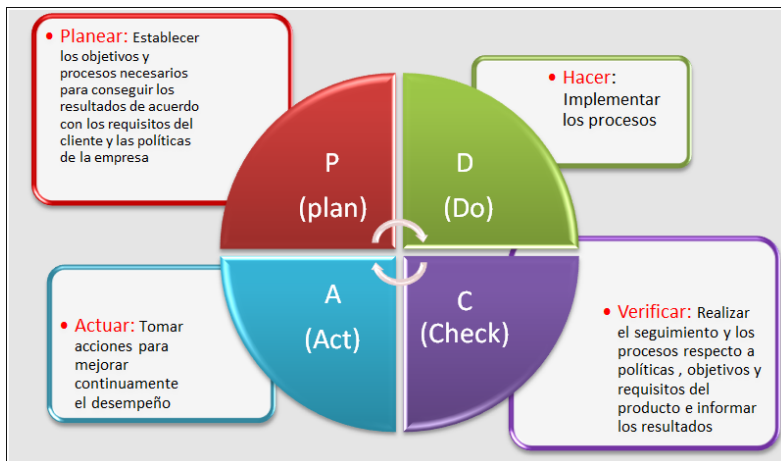 • Planear: Establecer
los objetivos y
procesos necesarios
para conseguir los
resultados de acuerdo
con los requisitos del
cliente y las políticas
de la empresa
• Hacer:
Implementar
los procesos
P
(plan)
D
(Do)
A
(Act)
C
(Check)
• Actuar: Tomar
acciones para
mejorar
continuamente
el desempeño
• Verificar: Realizar
el seguimiento y los
procesos respecto a
políticas , objetivos y
requisitos del
producto e informar
los resultados